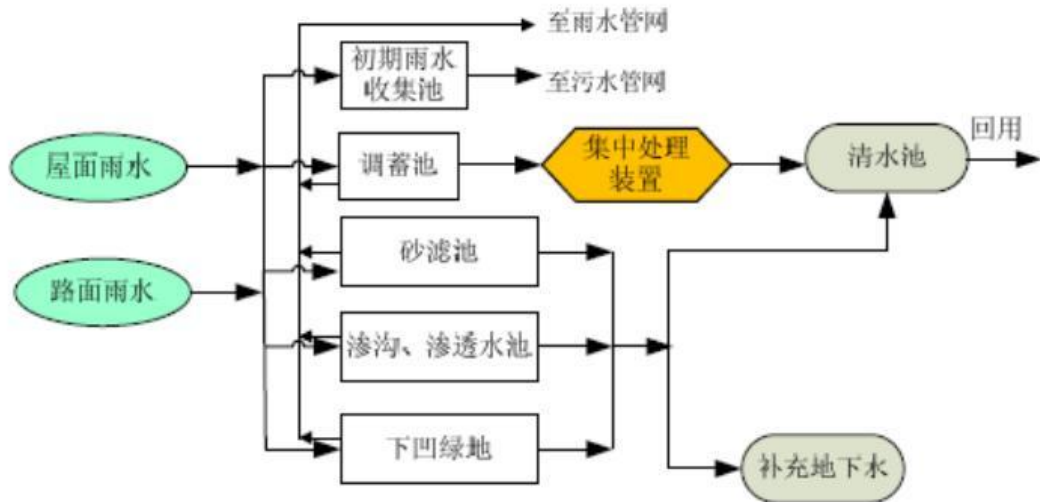 至雨水管网
初期雨水
收集池
至污水管网
屋面雨水
调蓄池
集中处理
装置
清水池
回用
砂滤池
路面雨水
渗沟、渗透水池
下凹绿地
补充地下水